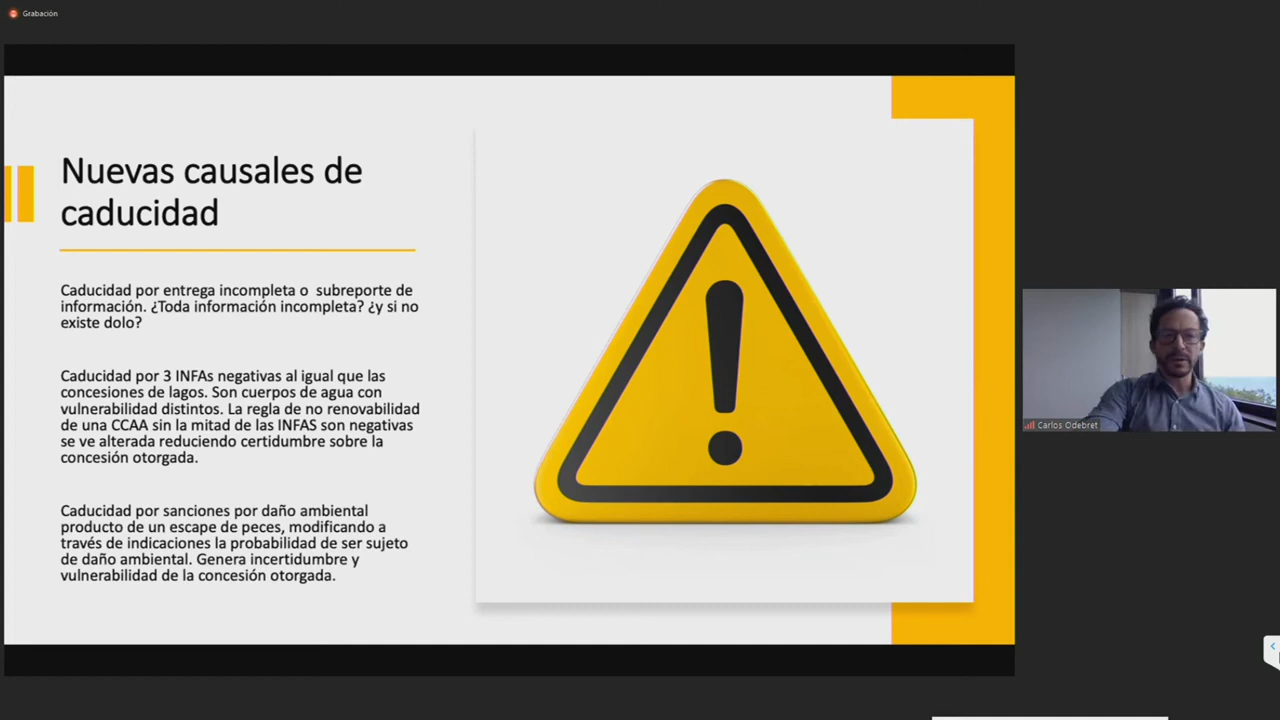 Grabación
Nuevas causales de
caducidad
Caducidad por entrega incompleta o  subreporte de
información. ¿Toda información incompleta? ¿y si no
existe dolo?
Caducidad por 3 INFAs negativas al igual que las
concesiones de lagos. Son cuerpos de agua con
vulnerabilidad distintos. La regla de no renovabilidad
de una CCAA sin la mitad de las INFAS son negativas
se ve alterada reduciendo certidumbre sobre la
concesión otorgada.
Caducidad por sanciones por daño ambiental
producto de un escape de peces, modificando a
través de indicaciones la probabilidad de ser sujeto
de daño ambiental. Genera incertidumbre y
vulnerabilidad de la concesión otorgada.
Carlos Odebret